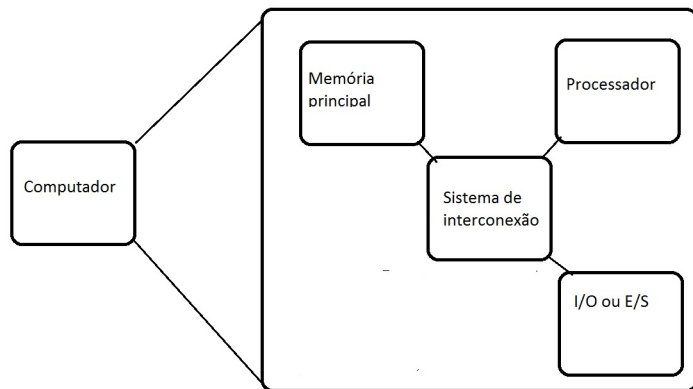 Memória
principal
Processador
Computador
Sistema de
interconexão
I/O ou E/S